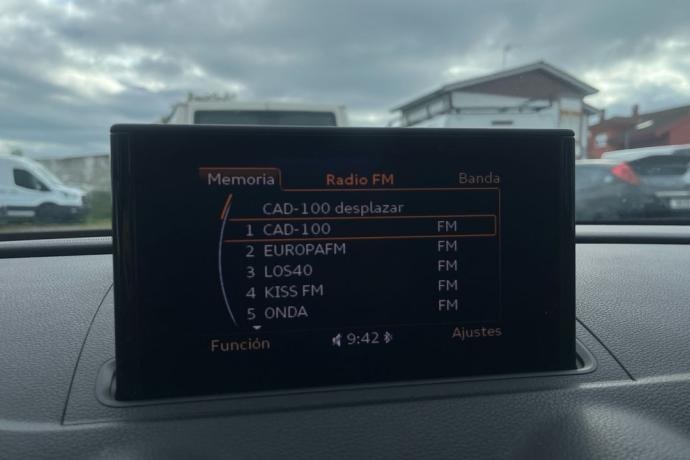 Memoria Radio FM Banda
CAD-100 desplazar
1 CAD-100 FM
2 EUROPAFM FM
3 LOS40 FM
4 KISS FM FM
5 ONDA FM
Función 9:42 Ajustes